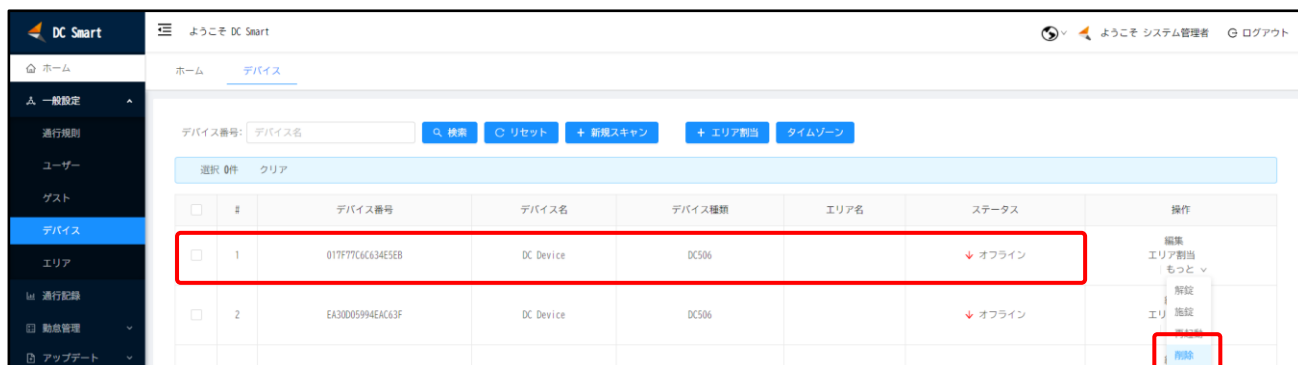 DC Smart
ようこそ DC Smart
ようこそ システム管理者 ログアウト
ホーム
ホーム デバイス
一般設定
通行規則
ユーザー
ゲスト
デバイス
エリア
通行記録
勤怠管理
アップデート
デバイス番号: デバイス名 検索 リセット + 新規スキャン + エリア割当 タイムゾーン
選択 0件 クリア
# デバイス番号 デバイス名 デバイス種類 エリア名 ステータス 操作
1 017F77C6C634E5EB DC Device DC506 オフライン 編集
エリア割当
もっと
2 EA30D05994EAC63F DC Device DC506 オフライン
解錠
施錠
再起動
削除